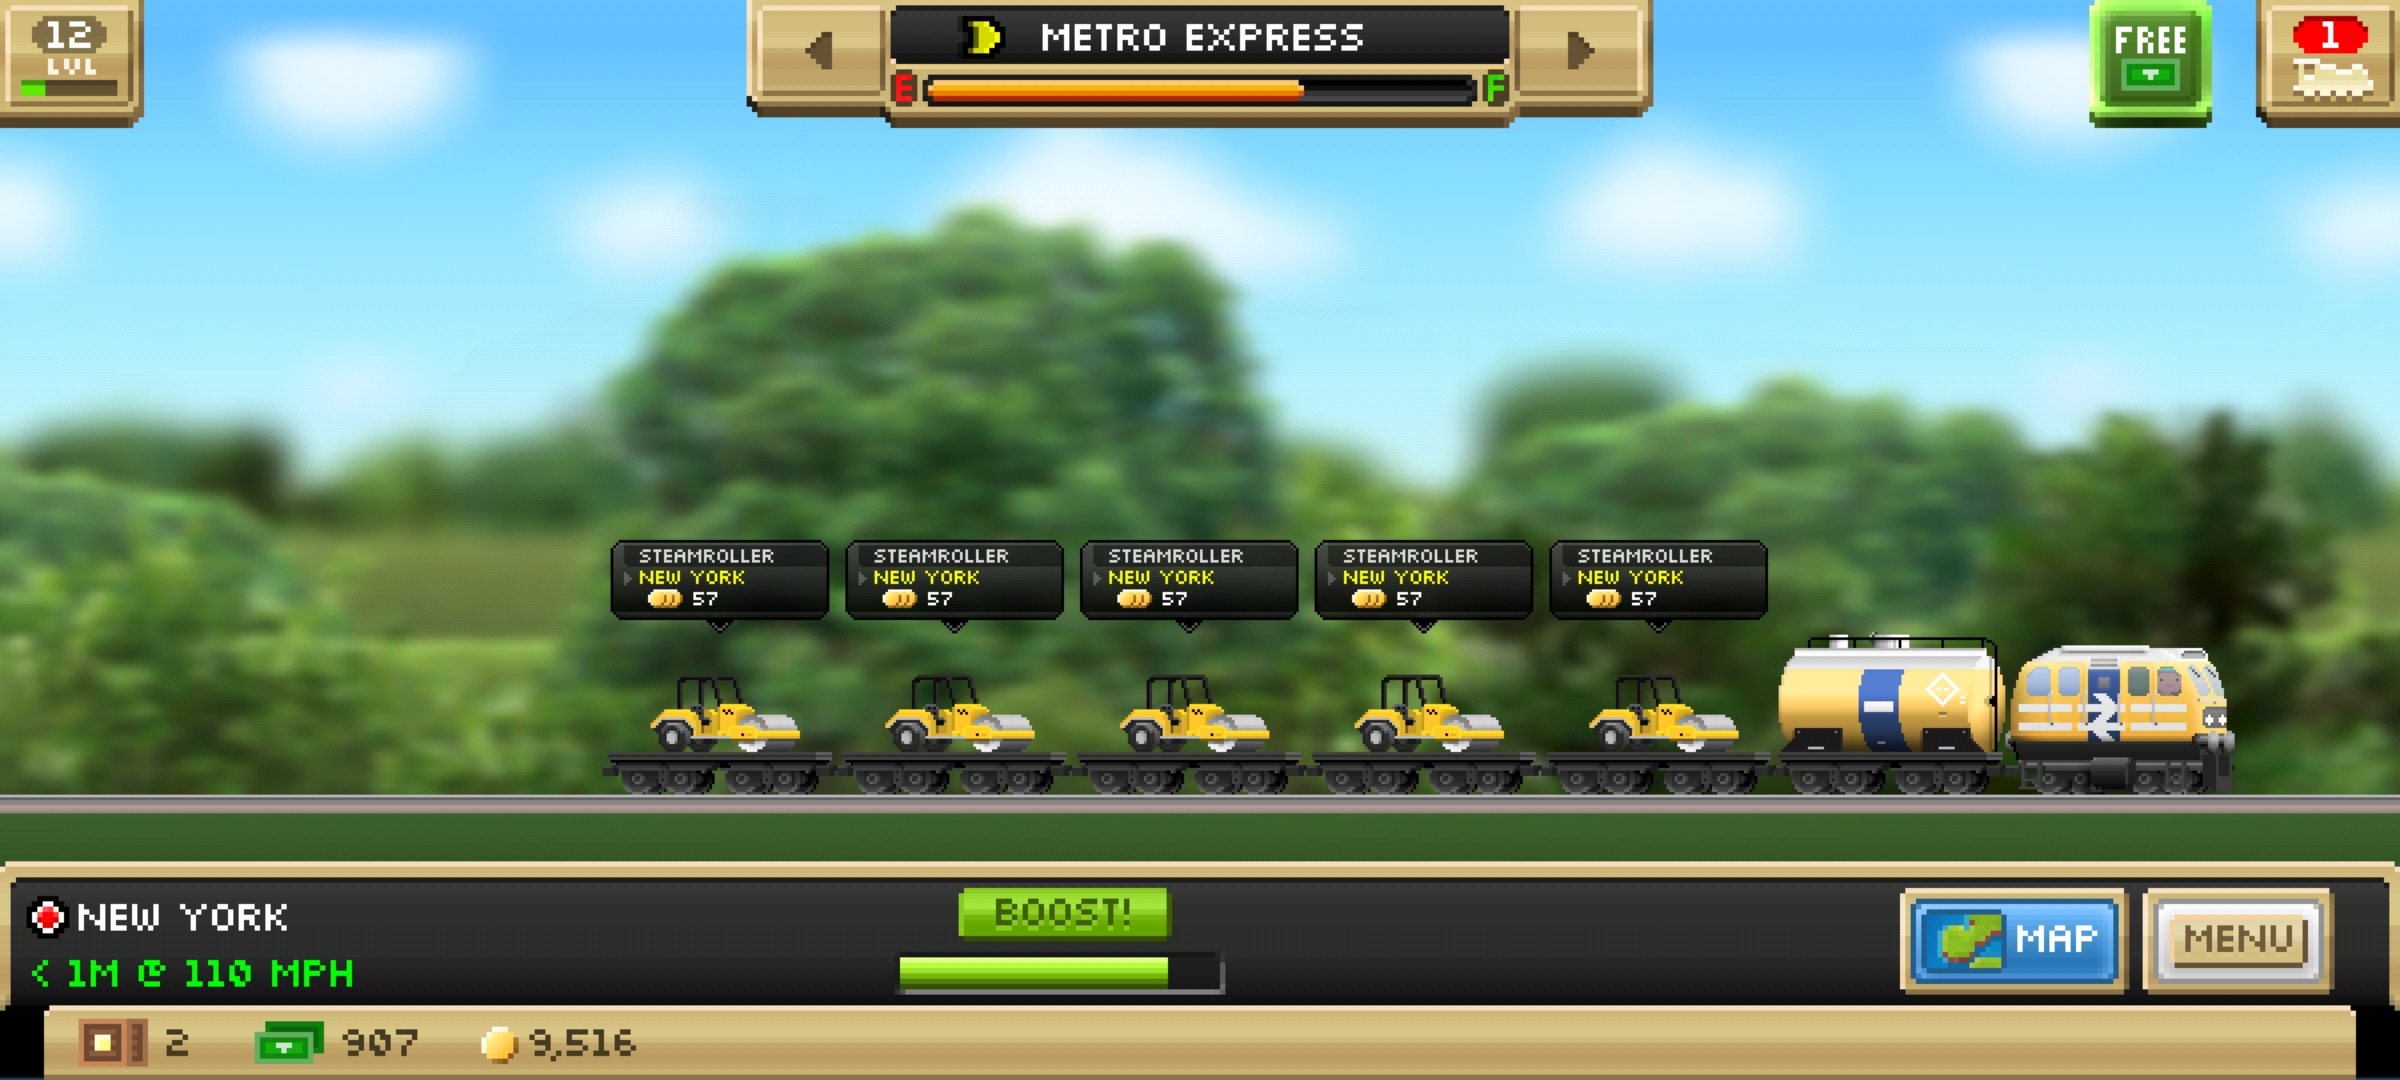 12
LVL
METRO EXPRESS
E F
FREE
1
STEAMROLLER
NEW YORK
57
STEAMROLLER
NEW YORK
57
STEAMROLLER
NEW YORK
57
STEAMROLLER
NEW YORK
57
STEAMROLLER
NEW YORK
57
NEW YORK
< 1M @ 110 MPH
BOOST!
MAP
MENU
2 907 9,516